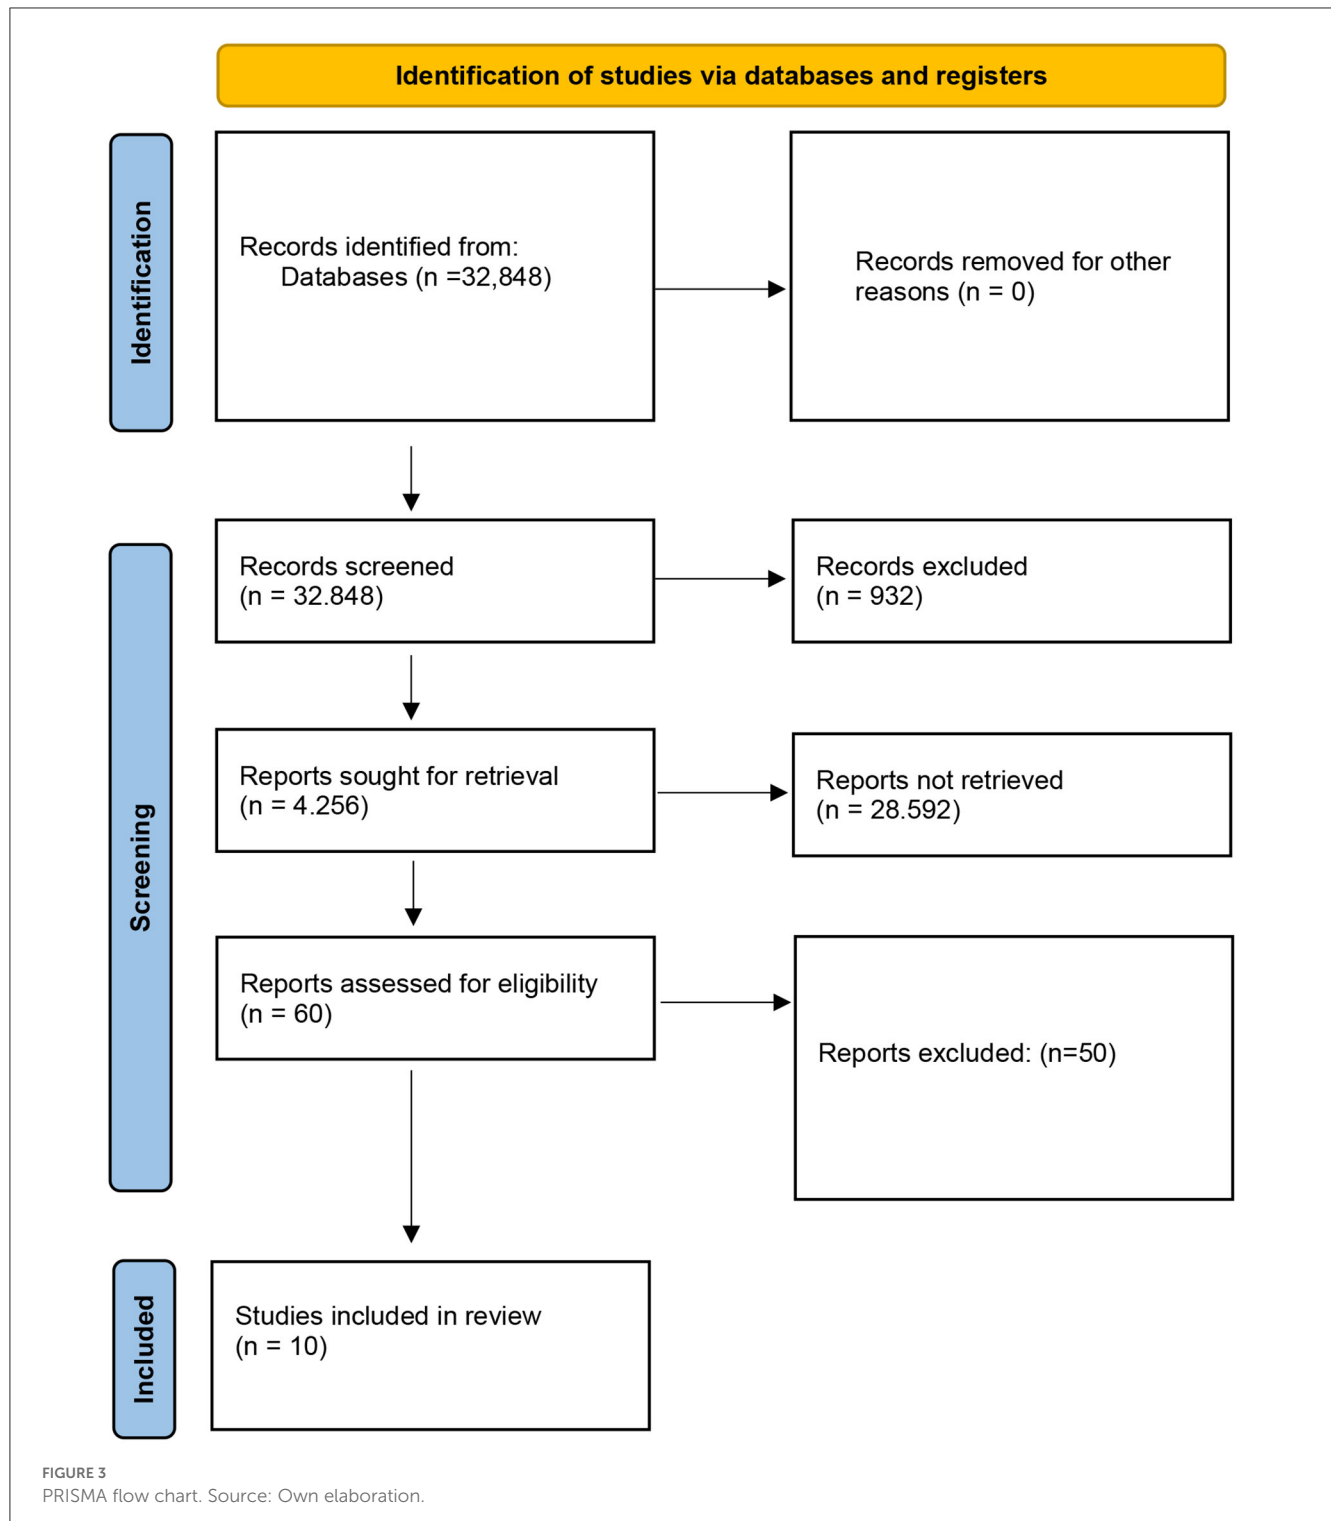 Identification of studies via databases and registers
Identification
Records identified from:
Databases (n =32,848)
Records removed for other
reasons (n = 0)
Screening
Records screened
(n = 32.848)
Records excluded
(n = 932)
Reports sought for retrieval
(n = 4.256)
Reports not retrieved
(n = 28.592)
Reports assessed for eligibility
(n = 60)
Reports excluded: (n=50)
Included
Studies included in review
(n = 10)
FIGURE 3
PRISMA flow chart. Source: Own elaboration.